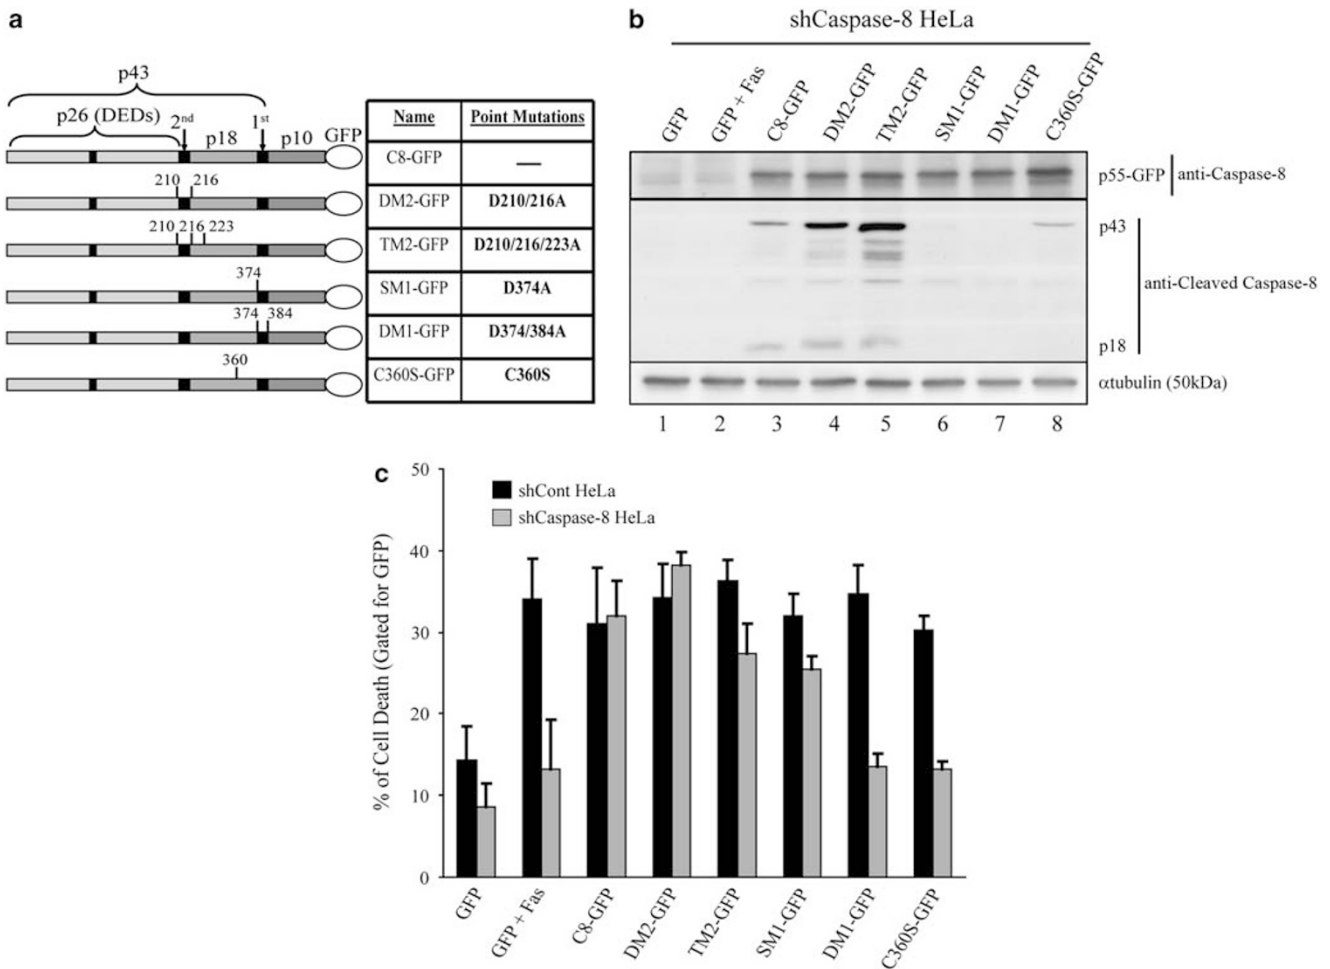 a
p43
p26 (DEDs) 2nd 1st
p18 p10 GFP
210 216
210 216 223
374
374 384
360
Name Point Mutations
C8-GFP —
DM2-GFP D210/216A
TM2-GFP D210/216/223A
SM1-GFP D374A
DM1-GFP D374/384A
C360S-GFP C360S
b
shCaspase-8 HeLa
GFP
GFP + Fas
C8-GFP
DM2-GFP
TM2-GFP
SM1-GFP
DM1-GFP
C360S-GFP
p55-GFP anti-Caspase-8
p43
anti-Cleaved Caspase-8
p18
αtubulin (50kDa)
1 2 3 4 5 6 7 8
c
shCont HeLa
shCaspase-8 HeLa
% of Cell Death (Gated for GFP)
50
40
30
20
10
0
GFP
GFP + Fas
C8-GFP
DM2-GFP
TM2-GFP
SM1-GFP
DM1-GFP
C360S-GFP